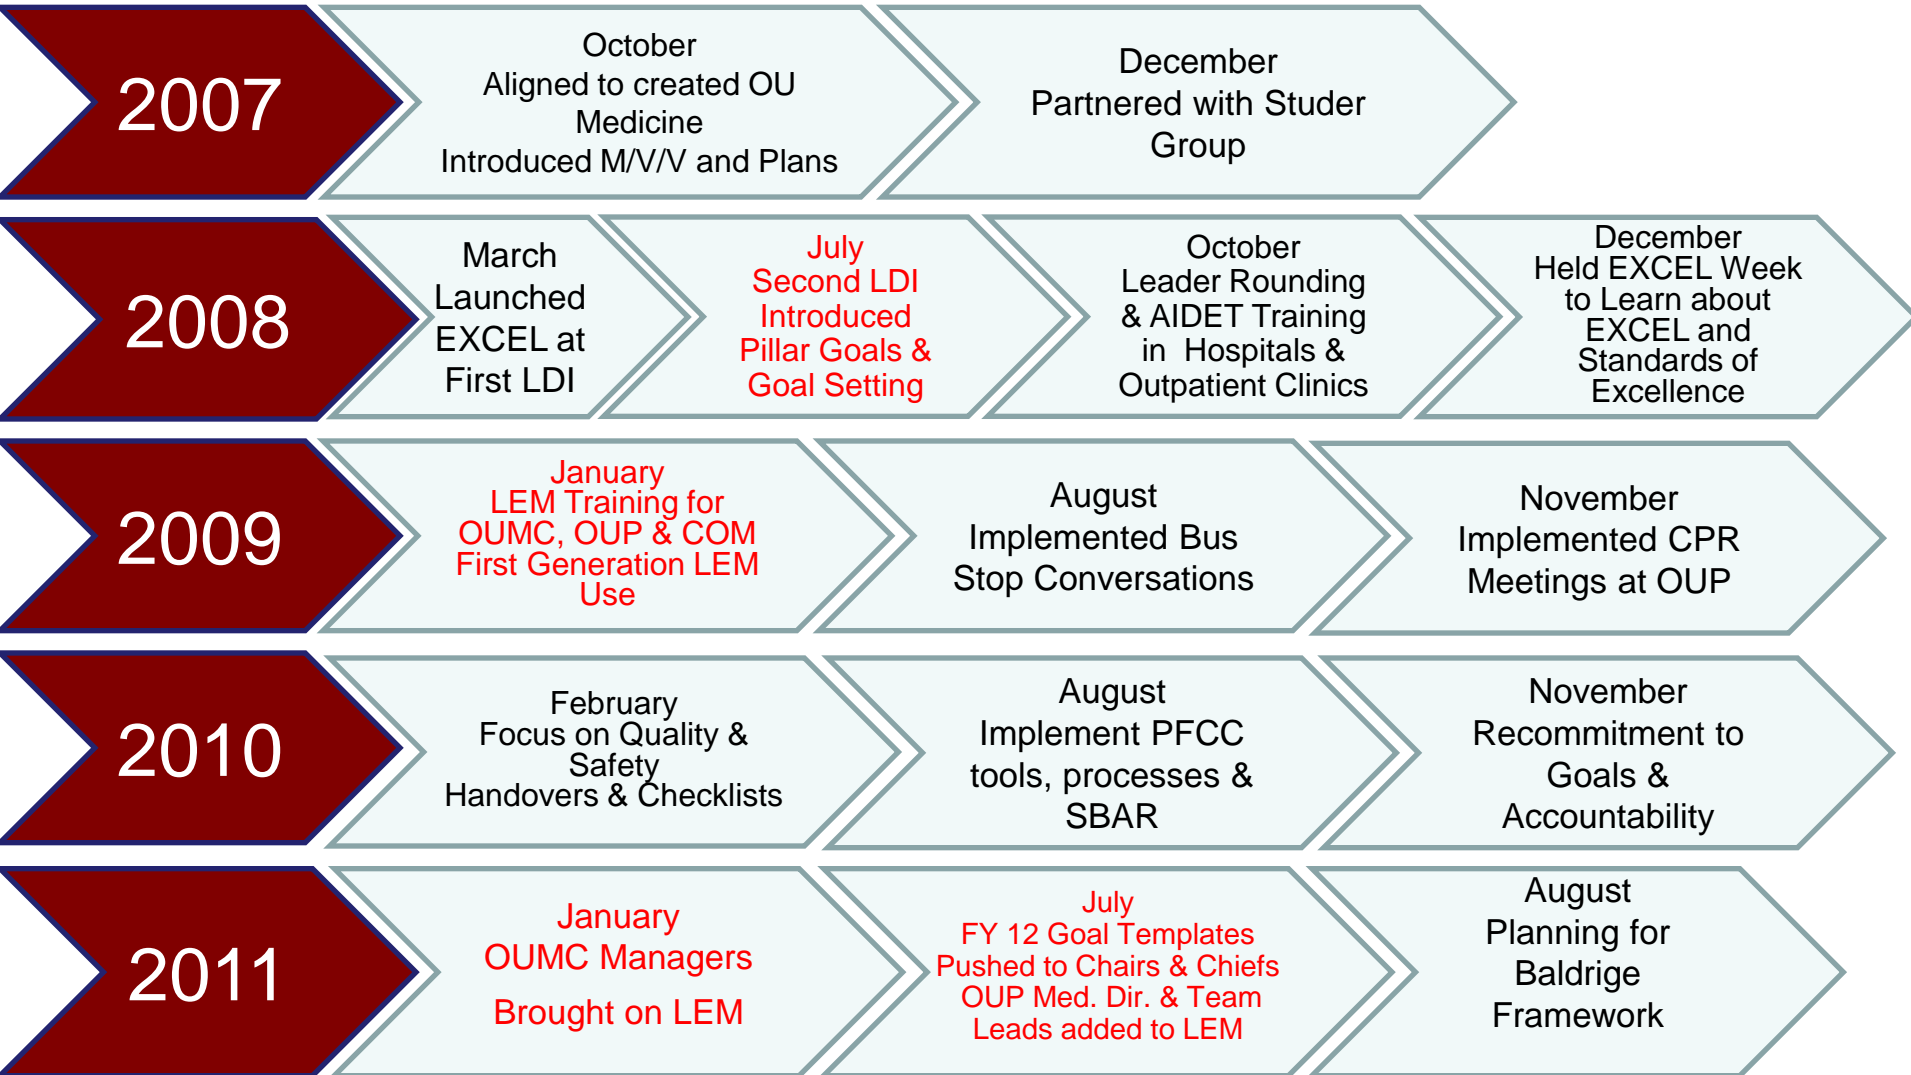 2007
October
Aligned to created OU
Medicine
Introduced M/V/V and Plans
December
Partnered with Studer
Group
2008
March
Launched
EXCEL at
First LDI
July
Second LDI
Introduced
Pillar Goals &
Goal Setting
October
Leader Rounding
& AIDET Training
in Hospitals &
Outpatient Clinics
December
Held EXCEL Week
to Learn about
EXCEL and
Standards of
Excellence
2009
January
LEM Training for
OUMC, OUP & COM
First Generation LEM
Use
August
Implemented Bus
Stop Conversations
November
Implemented CPR
Meetings at OUP
2010
February
Focus on Quality &
Safety
Handovers & Checklists
August
Implement PFCC
tools, processes &
SBAR
November
Recommitment to
Goals &
Accountability
2011
January
OUMC Managers
Brought on LEM
July
FY 12 Goal Templates
Pushed to Chairs & Chiefs
OUP Med. Dir. & Team
Leads added to LEM
August
Planning for
Baldrige
Framework